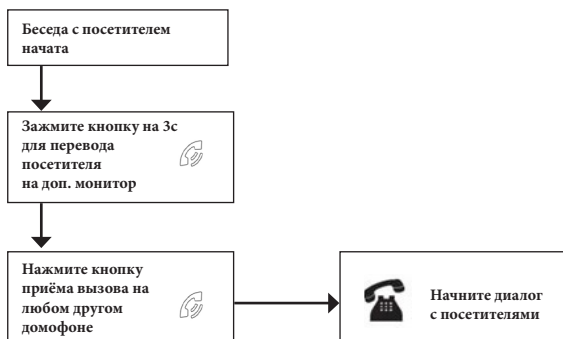 Беседа с посетителем
начата
Зажмите кнопку на 3с
для перевода
посетителя
на доп. монитор
Нажмите кнопку
приёма вызова на
любом другом
домофоне
Начните диалог
с посетителями